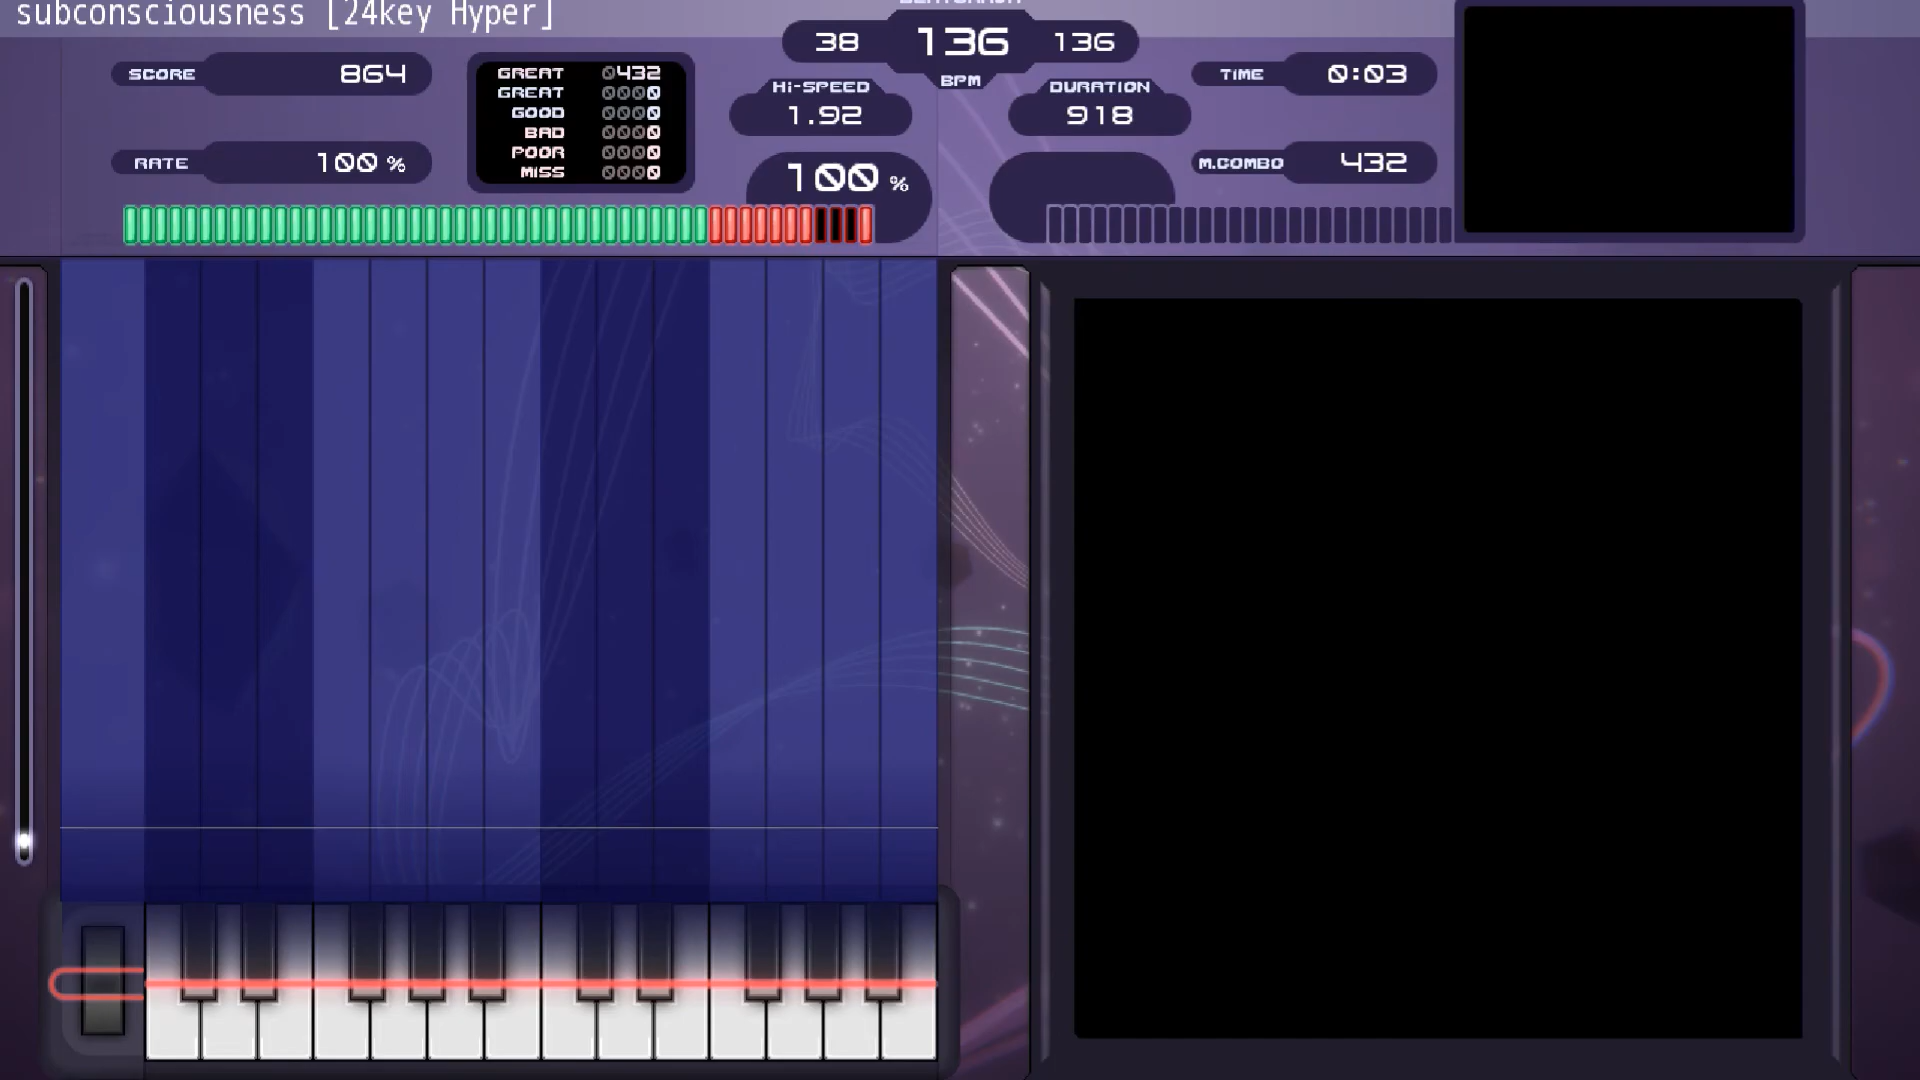 subconsciousness [24key Hyper]
38 136 136
BPM
SCORE 864
RATE 100 %
GREAT 0432
GREAT 0000
GOOD 0000
BAD 0000
POOR 0000
MISS 0000
Hi-SPEED
1.92
DURATION
918
100 %
TIME 0:03
M.COMBO 432